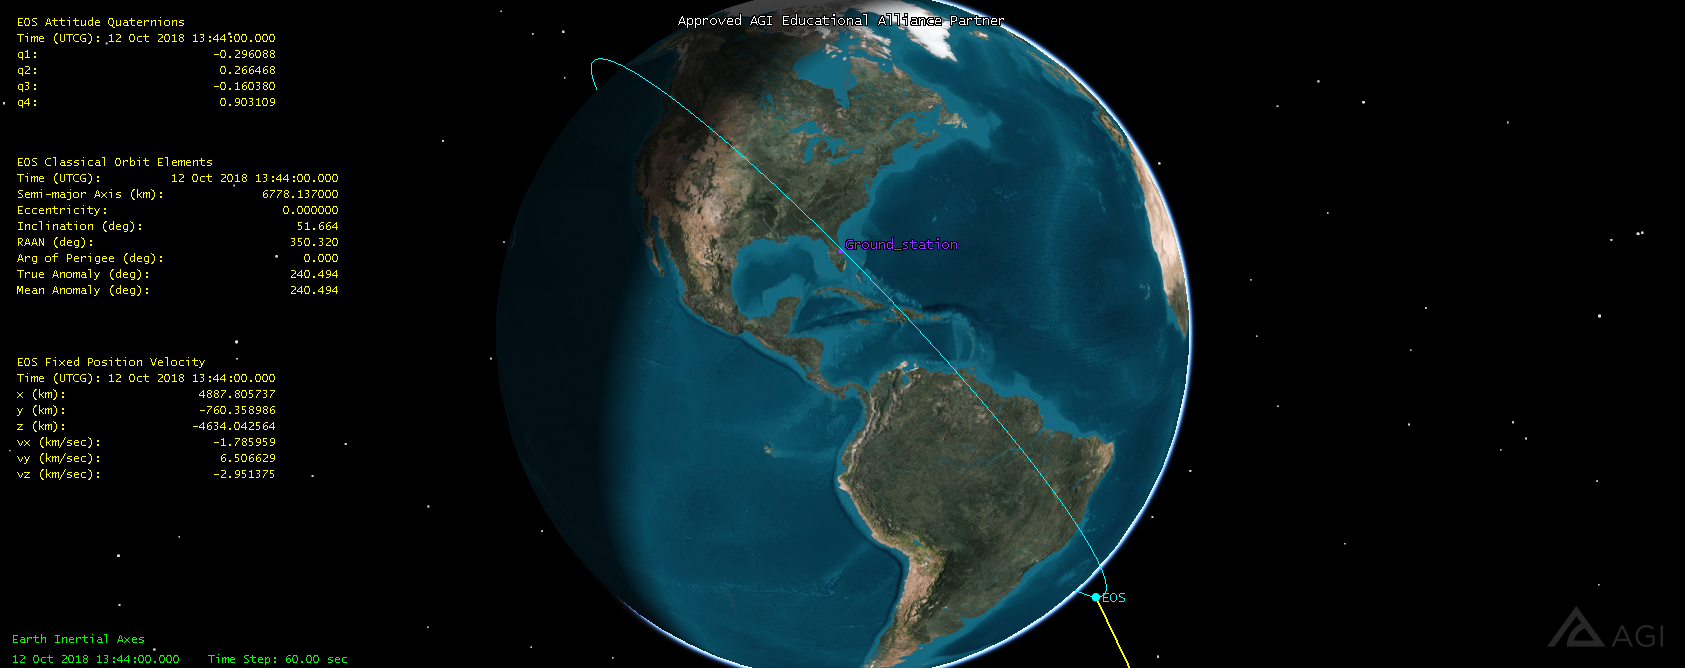 Approved AGI Educational Alliance Partner
EOS Attitude Quaternions
Time (UTCG): 12 Oct 2018 13:44:00.000
q1: -0.296088
q2: 0.266468
q3: -0.160380
q4: 0.903109
EOS Classical Orbit Elements
Time (UTCG): 12 Oct 2018 13:44:00.000
Semi-major Axis (km): 6778.137000
Eccentricity: 0.000000
Inclination (deg): 51.664
RAAN (deg): 350.320
Arg of Perigee (deg): 0.000
True Anomaly (deg): 240.494
Mean Anomaly (deg): 240.494
Ground_station
EOS Fixed Position Velocity
Time (UTCG): 12 Oct 2018 13:44:00.000
x (km): 4887.805737
y (km): -760.358986
z (km): -4634.042564
vx (km/sec): -1.785959
vy (km/sec): 6.506629
vz (km/sec): -2.951375
EOS
Earth Inertial Axes
12 Oct 2018 13:44:00.000 Time Step: 60.00 sec
AGI